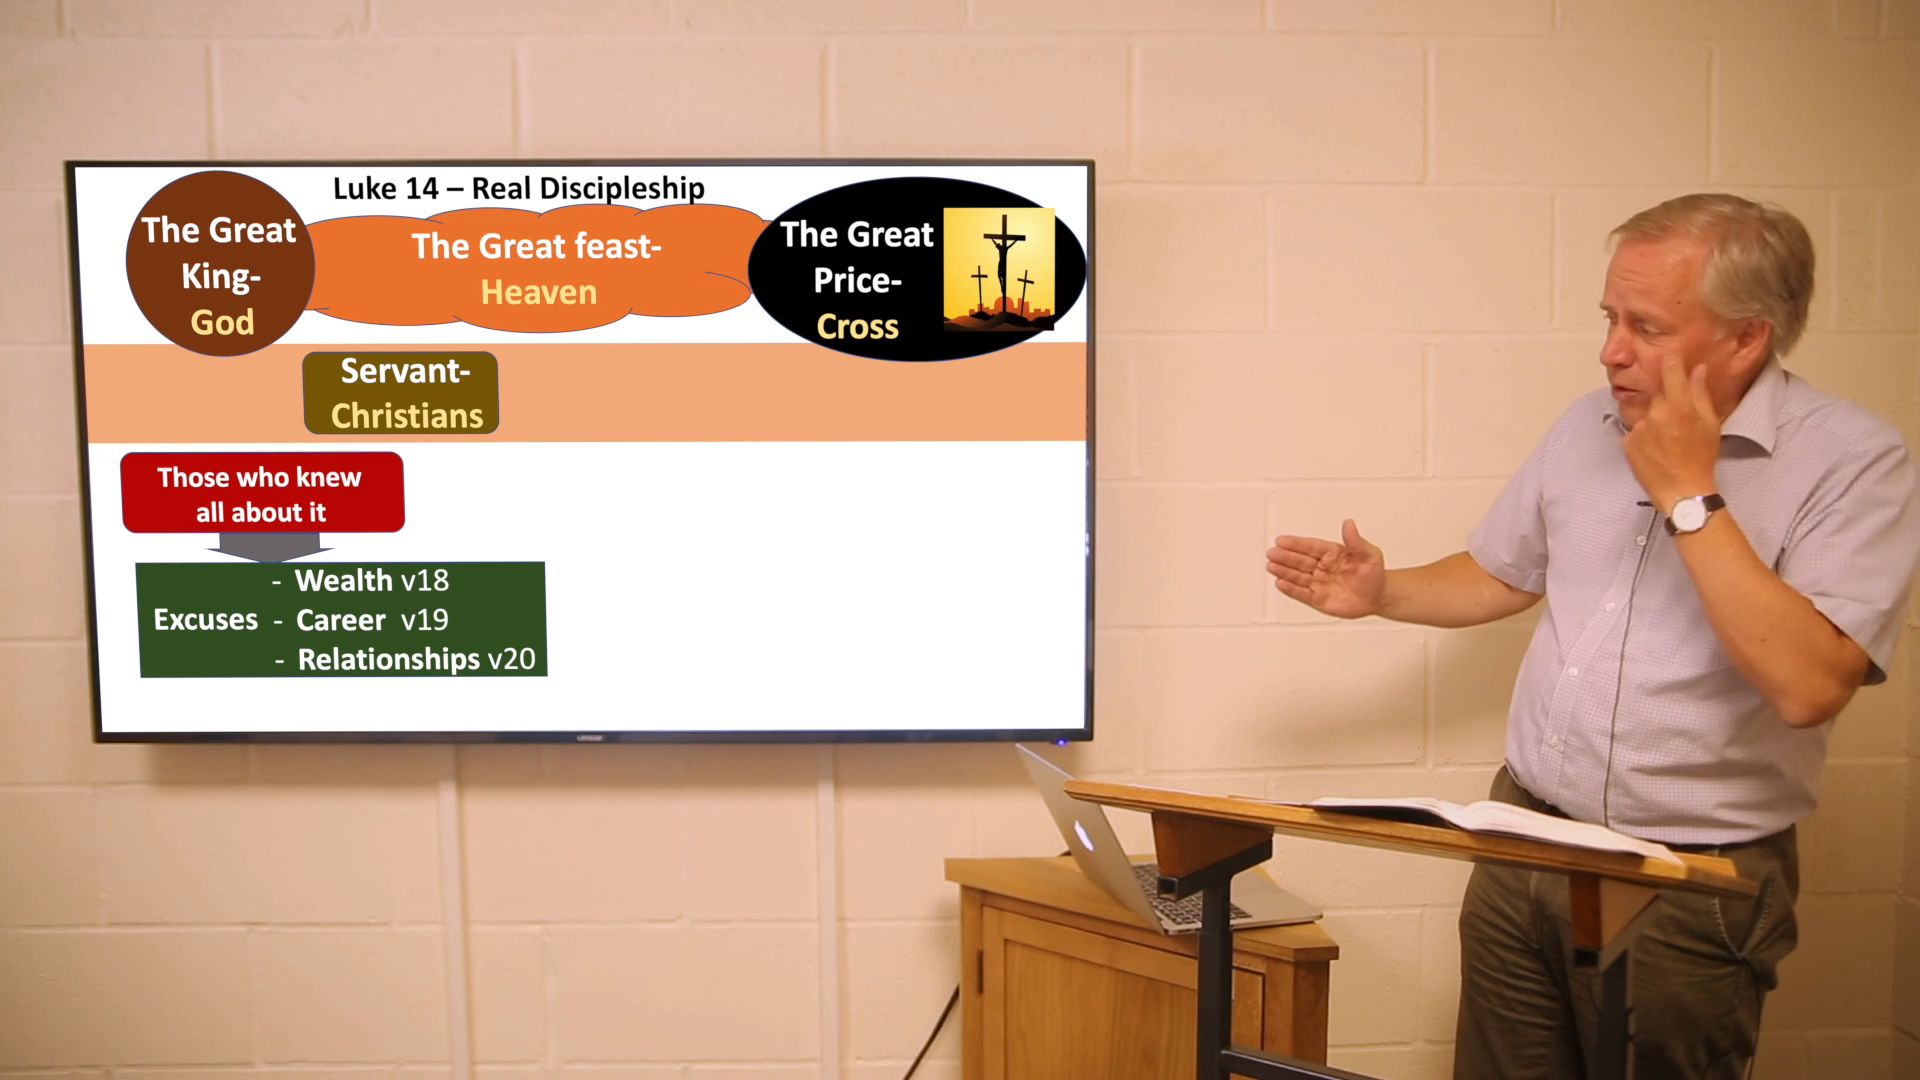 Luke 14 – Real Discipleship
The Great
King-
God
The Great feast-
Heaven
The Great
Price-
Cross
Servant-
Christians
Those who knew
all about it
Excuses
- Wealth v18
- Career v19
- Relationships v20